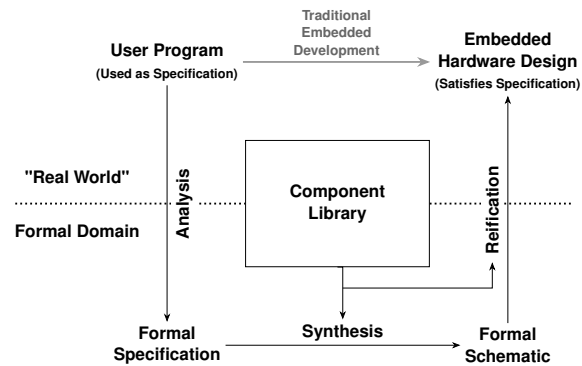 Traditional
Embedded
Development
User Program
(Used as Specification)
Embedded
Hardware Design
(Satisfies Specification)
"Real World"
Formal Domain
Analysis
Component
Library
Reification
Formal
Specification
Synthesis
Formal
Schematic